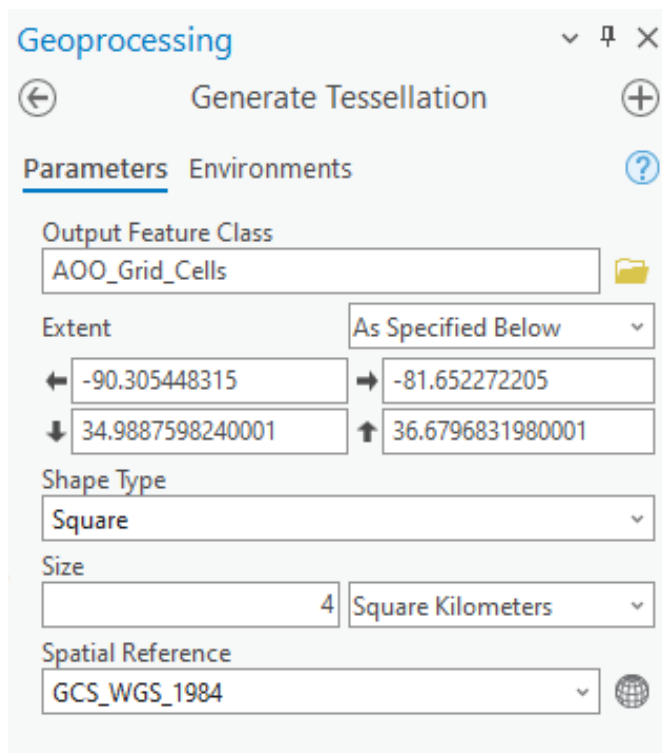 Geoprocessing
Generate Tessellation
Parameters Environments
Output Feature Class
AOO_Grid_Cells
Extent As Specified Below
-90.305448315 -81.652272205
34.9887598240001 36.6796831980001
Shape Type
Square
Size
4 Square Kilometers
Spatial Reference
GCS_WGS_1984